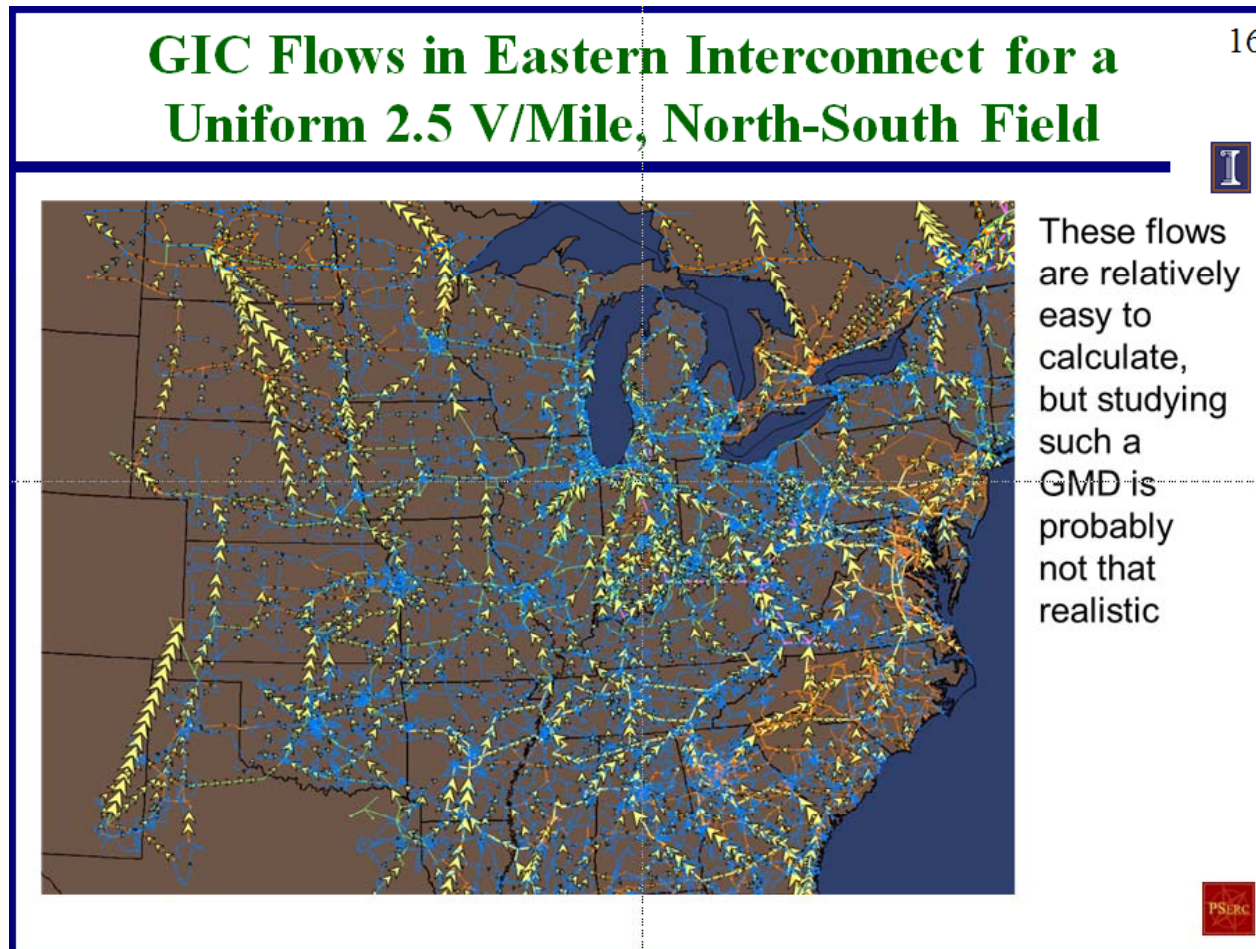 GIC Flows in Eastern Interconnect for a
Uniform 2.5 V/Mile, North-South Field
16
I
These flows
are relatively
easy to
calculate,
but studying
such a
GMD is
probably
not that
realistic
PSERC